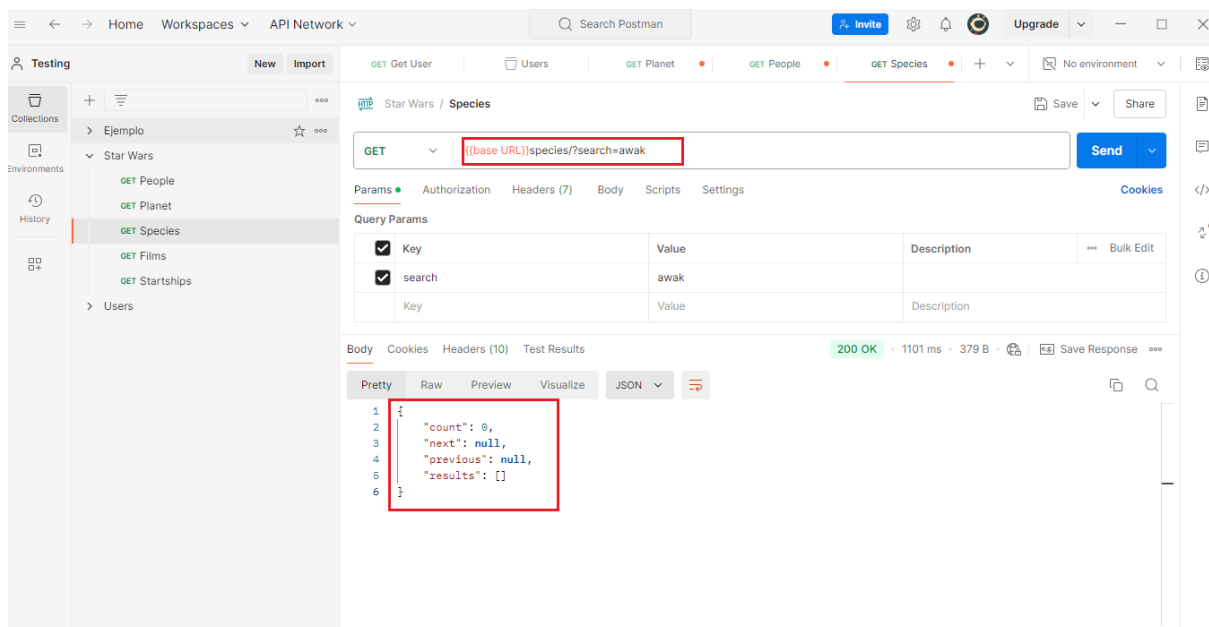 Home Workspaces API Network Search Postman Invite Upgrade
Testing New Import GET Get User Users GET Planet GET People GET Species No environment
Collections
Environments
History
Ejemplo
Star Wars
GET People
GET Planet
GET Species
GET Films
GET Startships
Users
HTTP Star Wars / Species Save Share
GET {{base URL}}species/?search=awak Send
Params Authorization Headers (7) Body Scripts Settings Cookies
Query Params
Key Value Description Bulk Edit
search awak
Key Value Description
Body Cookies Headers (10) Test Results 200 OK 1101 ms 379 B e.g. Save Response
Pretty Raw Preview Visualize JSON
1 {
2 "count": 0,
3 "next": null,
4 "previous": null,
5 "results": []
6 }